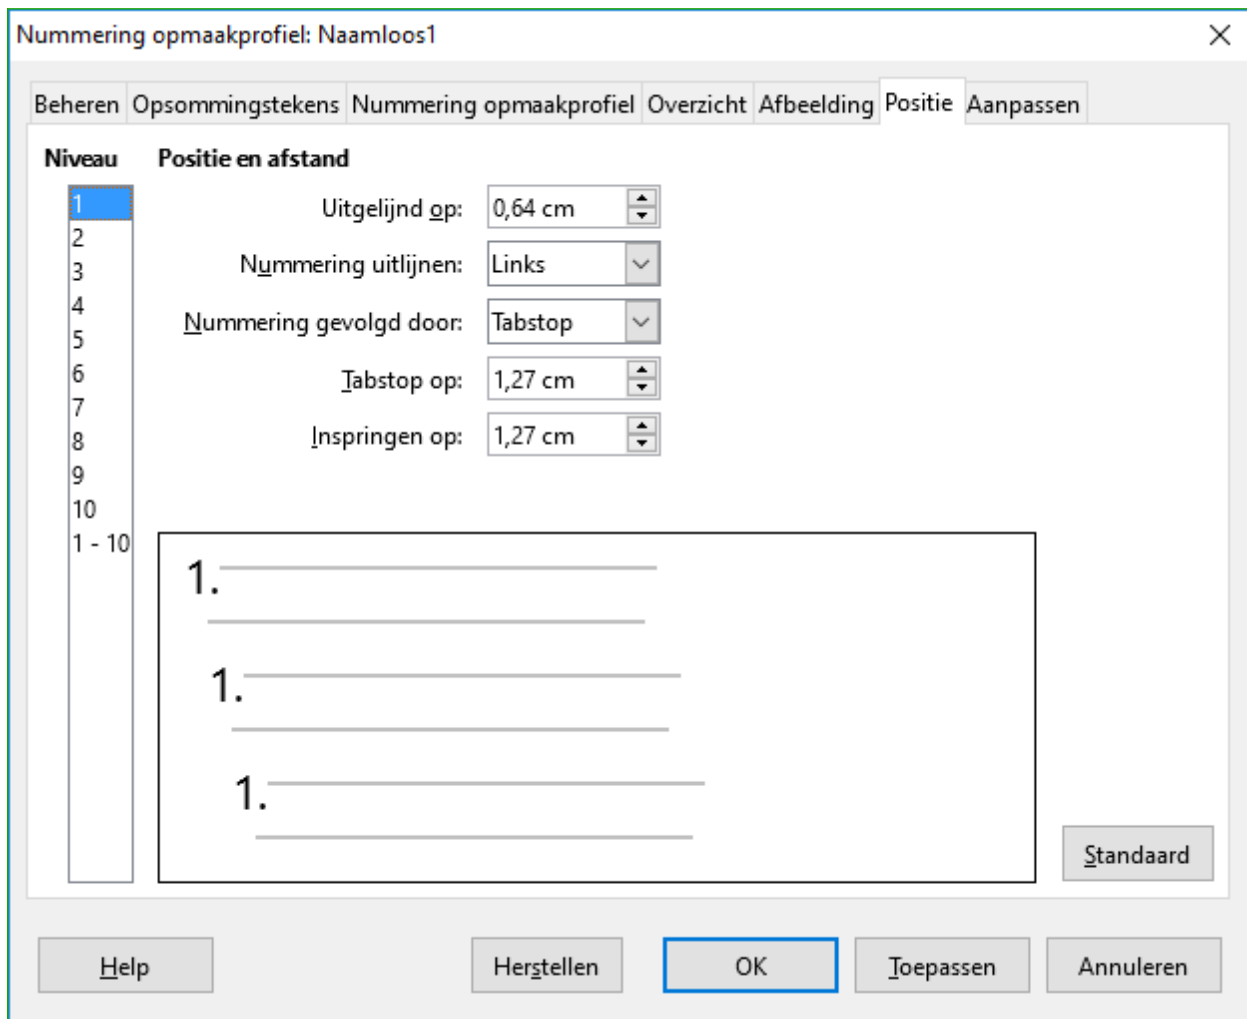 Nummering opmaakprofiel: Naamloos1
Beheren Opsommingstekens Nummering opmaakprofiel Overzicht Afbeelding Positie Aanpassen
Niveau
1
2
3
4
5
6
7
8
9
10
1 - 10
Positie en afstand
Uitgelijnd op: 0,64 cm
Nummering uitlijnen: Links
Nummering gevolgd door: Tabstop
Tabstop op: 1,27 cm
Inspringen op: 1,27 cm
1.
1.
1.
Standaard
Help Herstellen OK Toepassen Annuleren